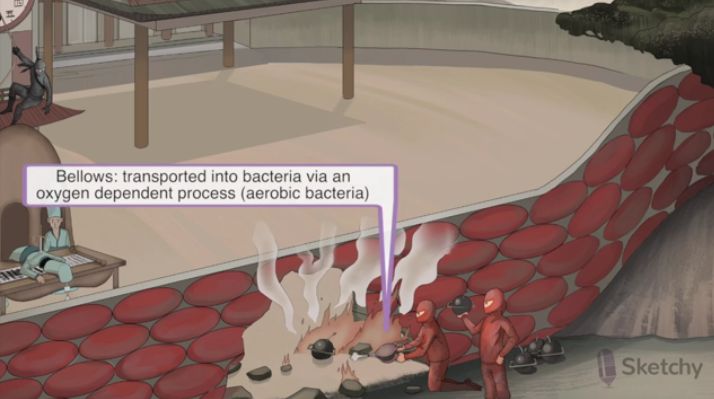 Bellows: transported into bacteria via an
oxygen dependent process (aerobic bacteria)
Sketchy